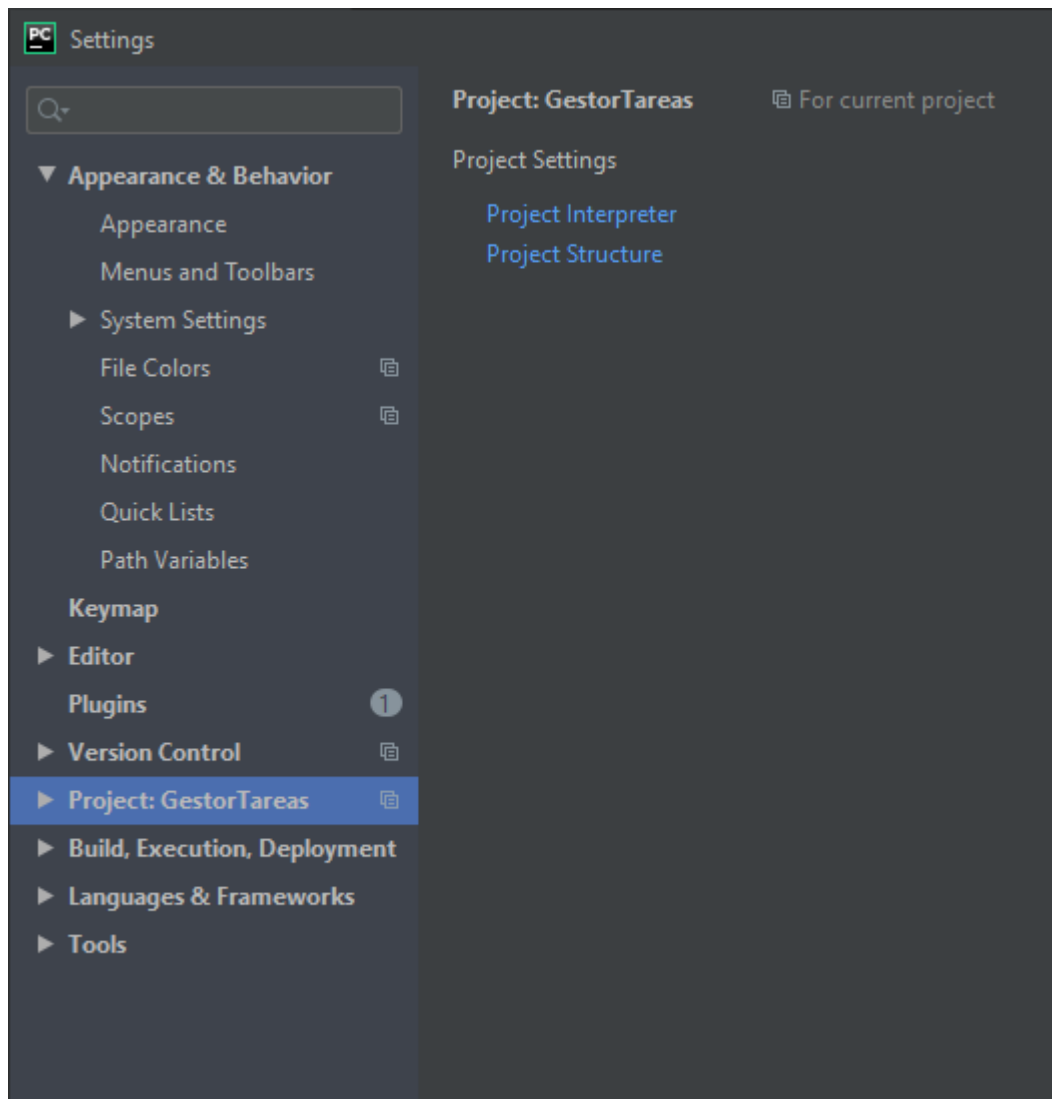 PC Settings
Appearance & Behavior
Appearance
Menus and Toolbars
System Settings
File Colors
Scopes
Notifications
Quick Lists
Path Variables
Keymap
Editor
Plugins 1
Version Control
Project: GestorTareas
Build, Execution, Deployment
Languages & Frameworks
Tools
Project: GestorTareas For current project
Project Settings
Project Interpreter
Project Structure